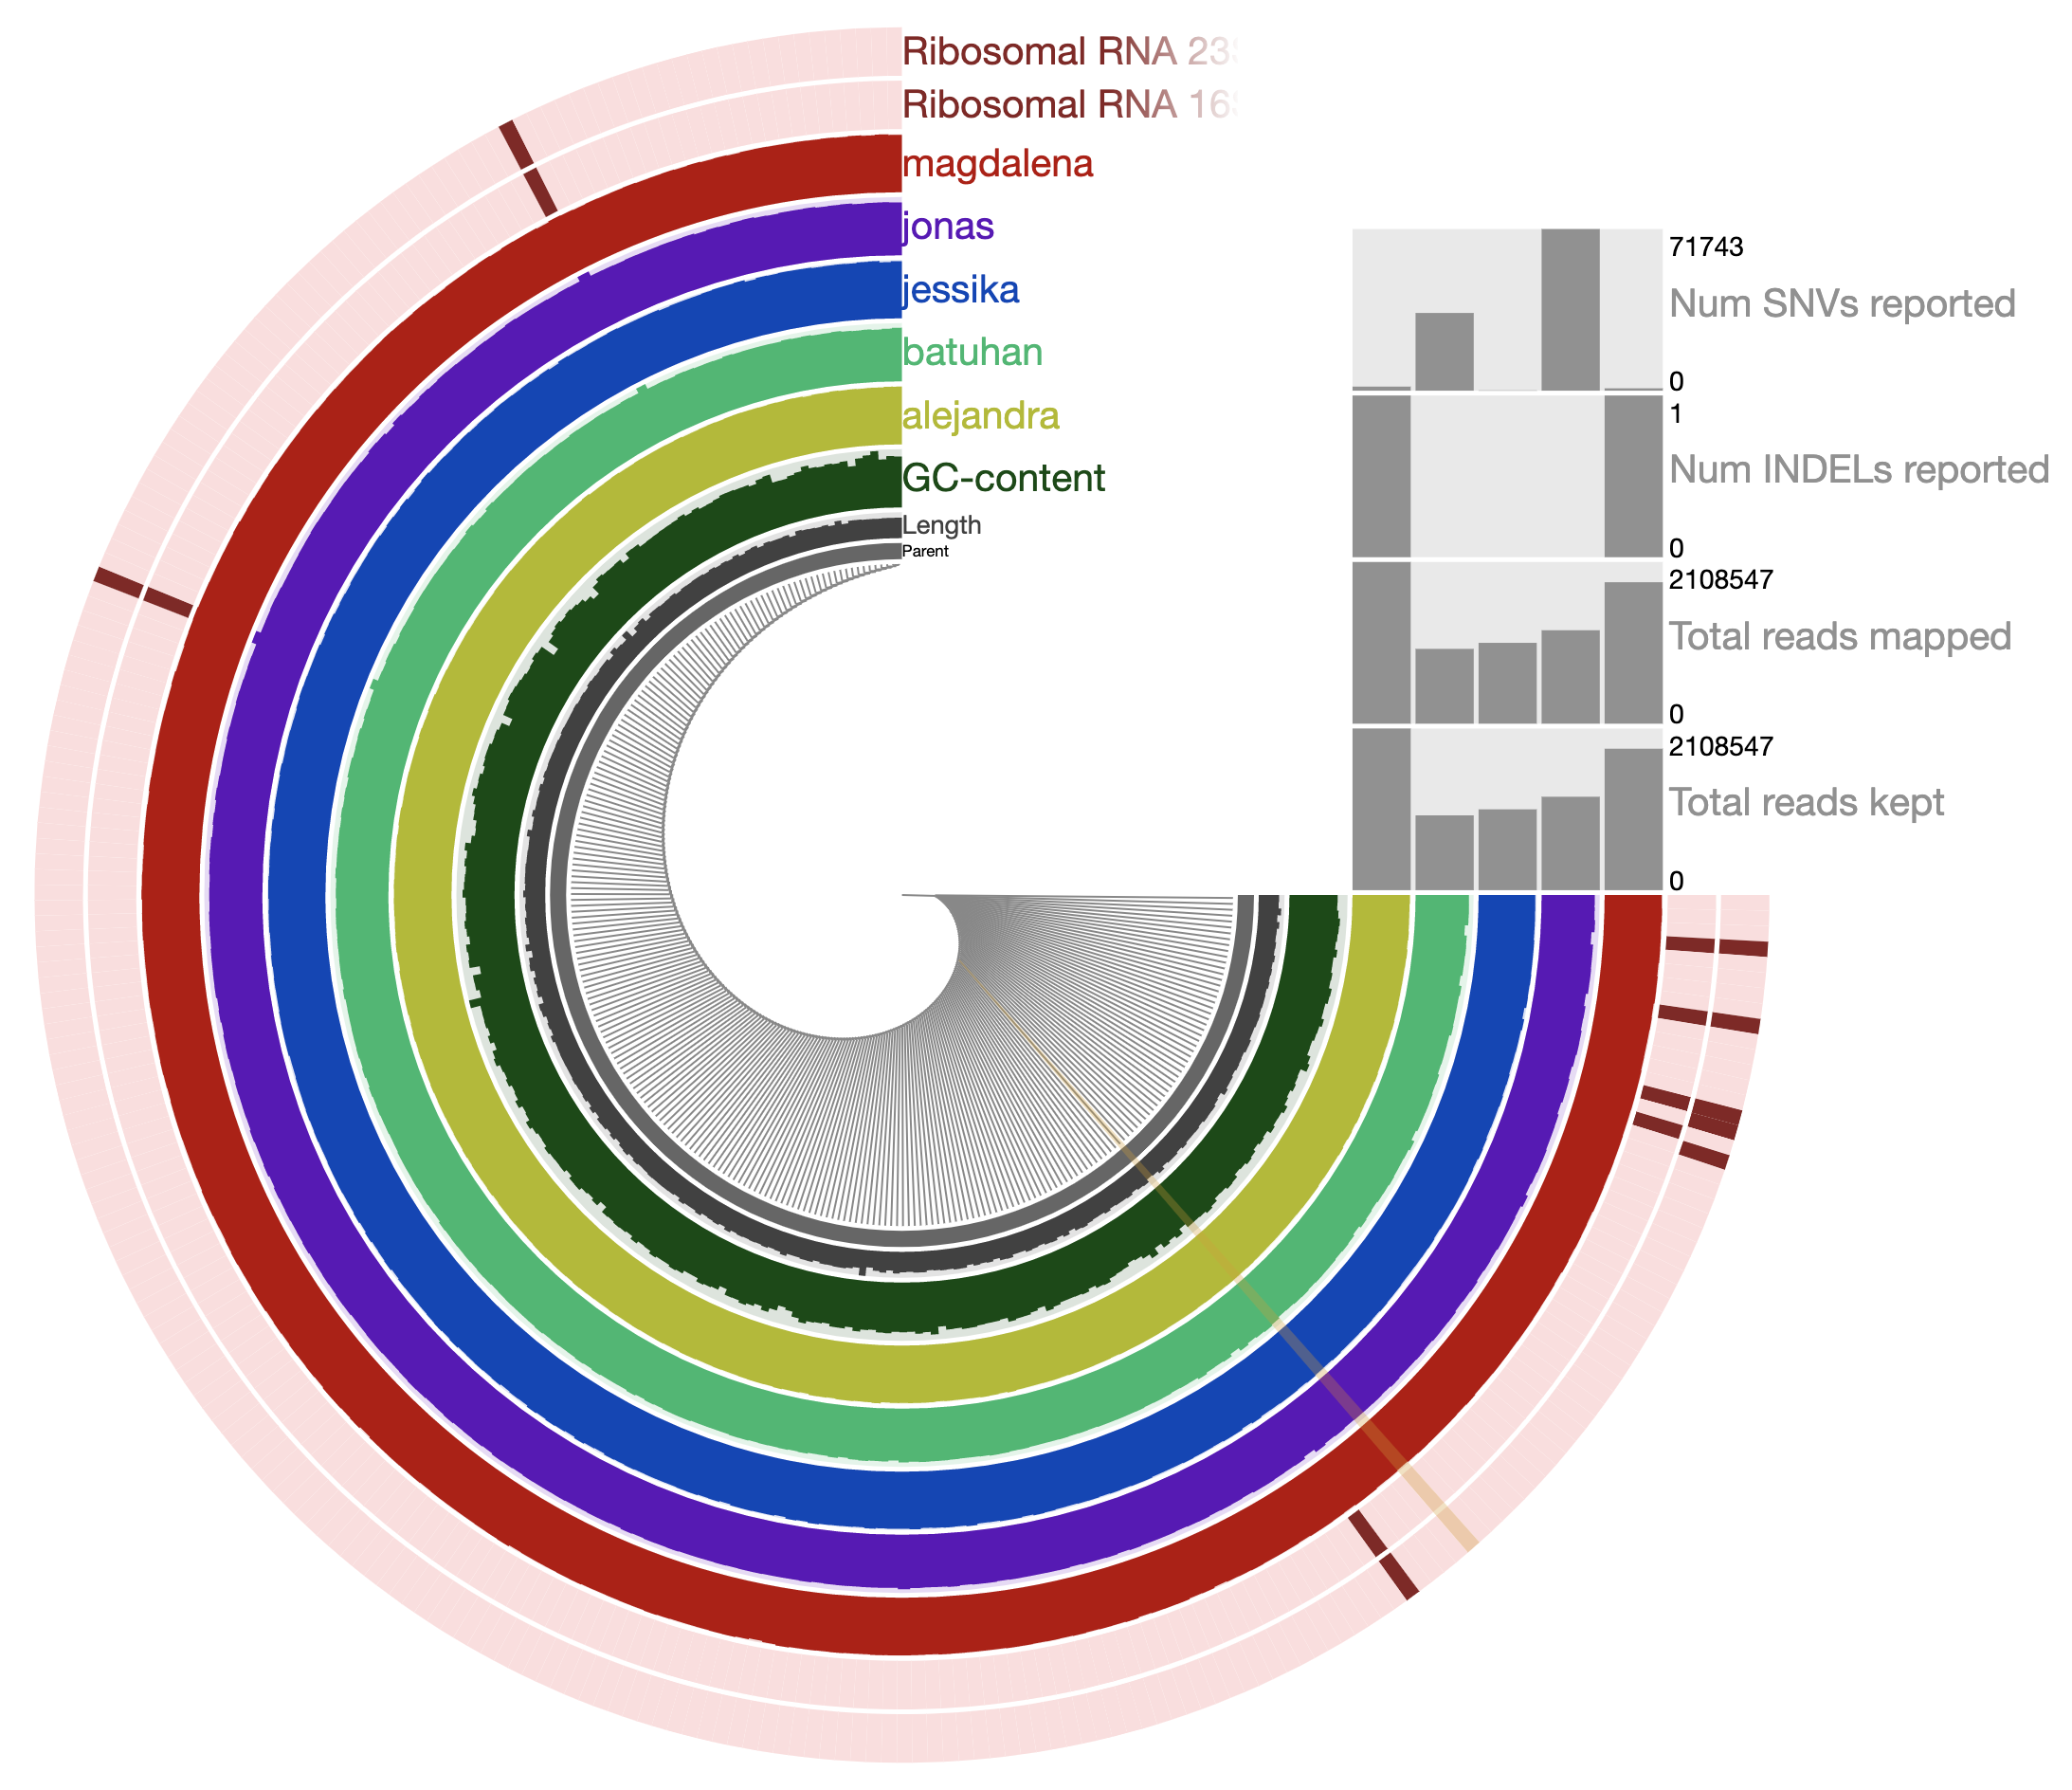 Ribosomal RNA 23
Ribosomal RNA 16
magdalena
jonas
jessika
batuhan
alejandra
GC-content
Length
Parent
71743
Num SNVs reported
0
1
Num INDELs reported
0
2108547
Total reads mapped
0
2108547
Total reads kept
0